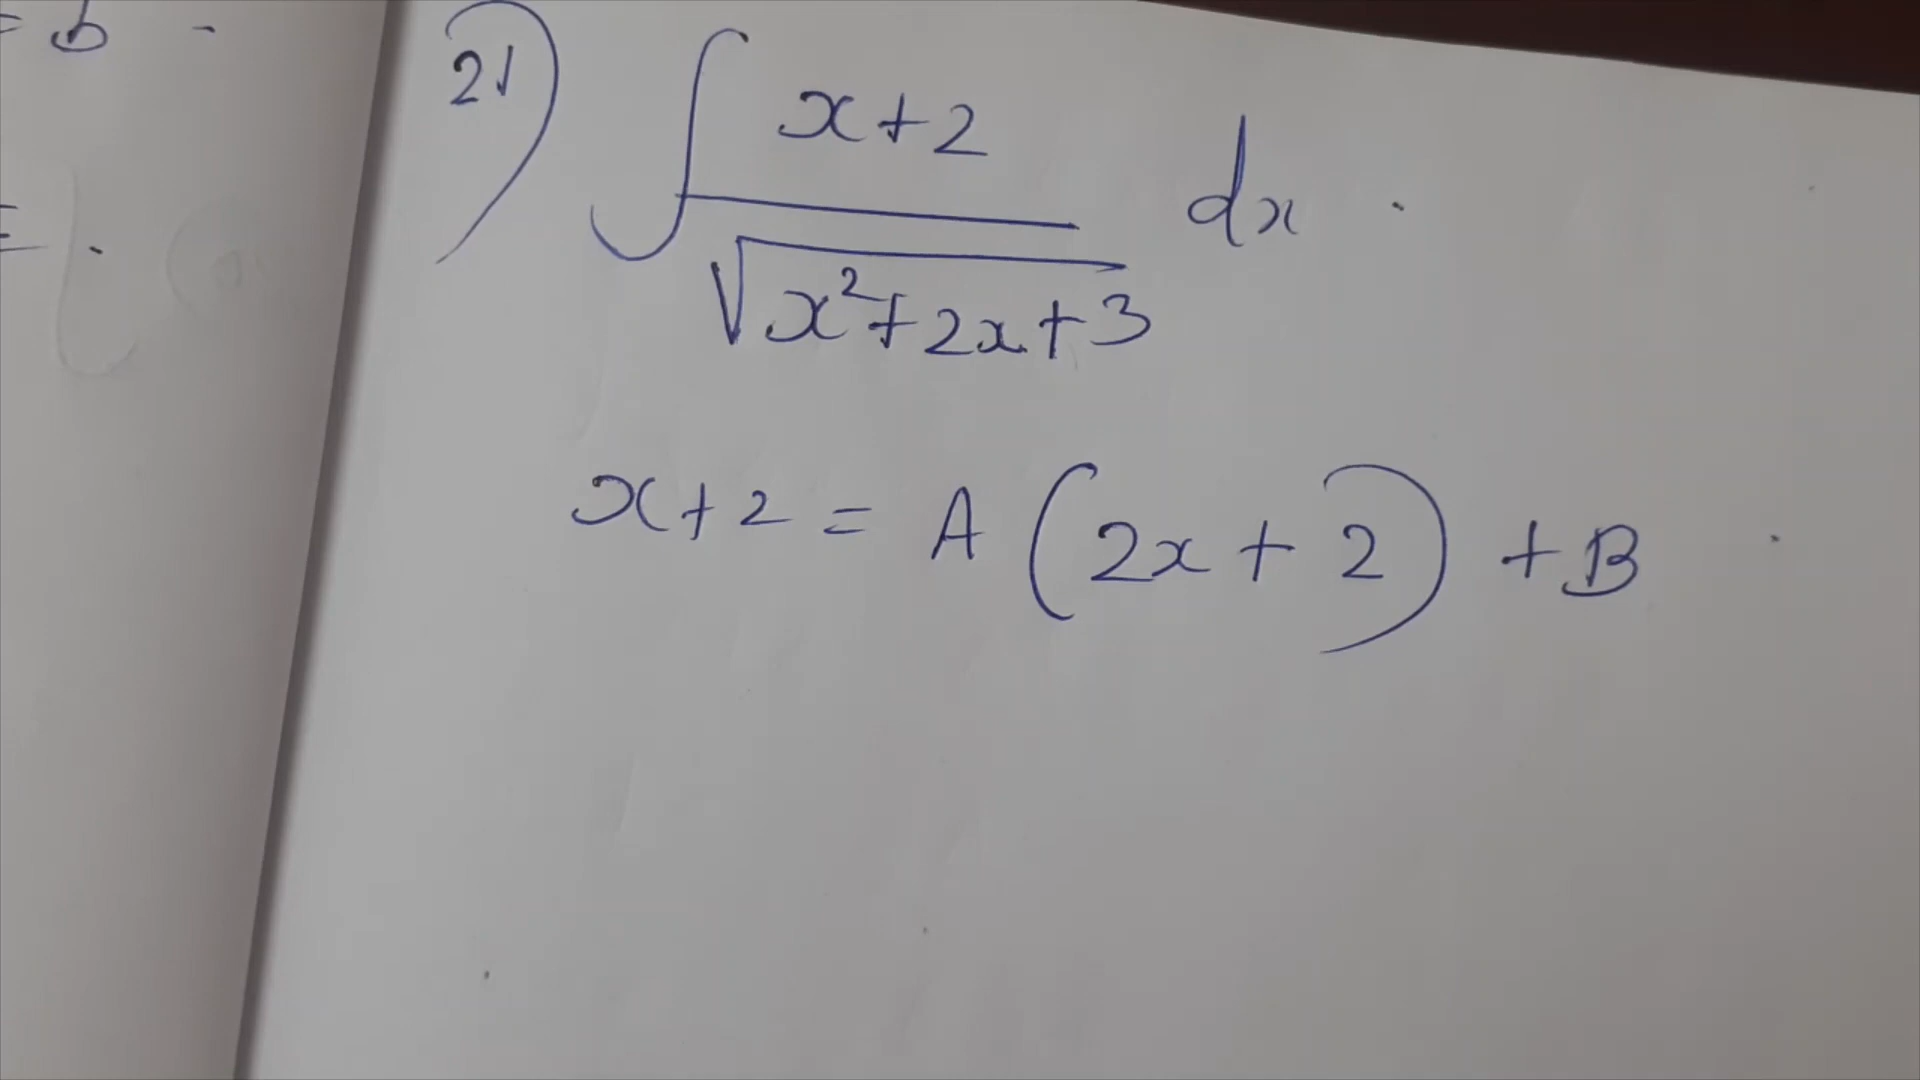 = b .
21) ∫ x+2 / √x²+2x+3 dx .
= .
x+2 = A (2x + 2) + B .